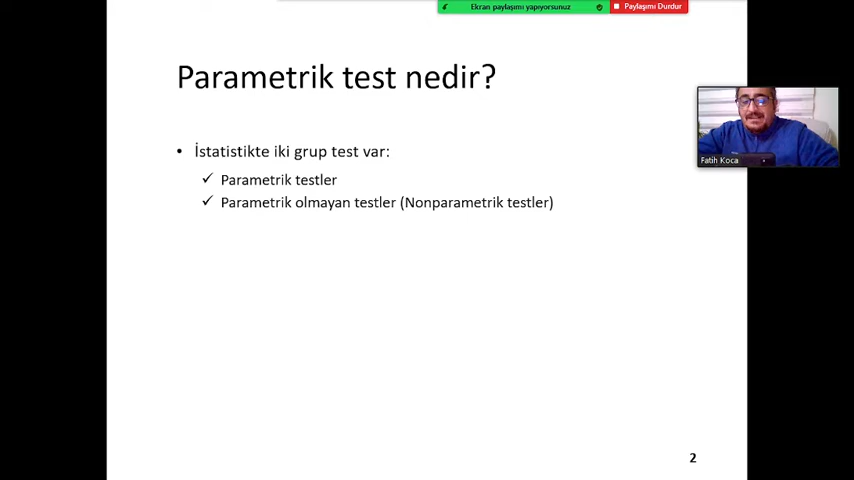 Ekran paylaşımı yapıyorsunuz
Paylaşımı Durdur
Parametrik test nedir?
Fatih Koca
• İstatistikte iki grup test var:
✓ Parametrik testler
✓ Parametrik olmayan testler (Nonparametrik testler)
2